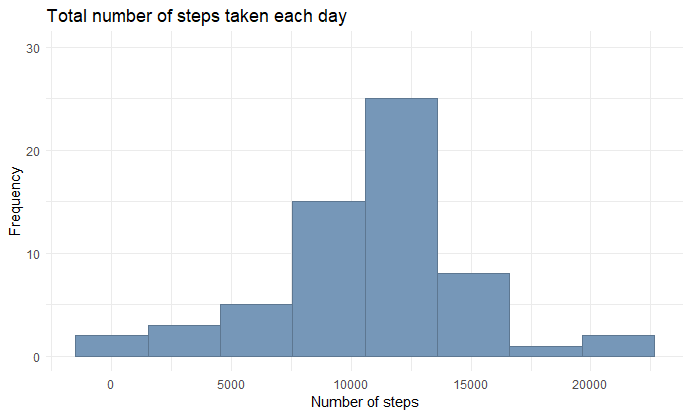 Total number of steps taken each day
30
20
10
0
Frequency
0 5000 10000 15000 20000
Number of steps